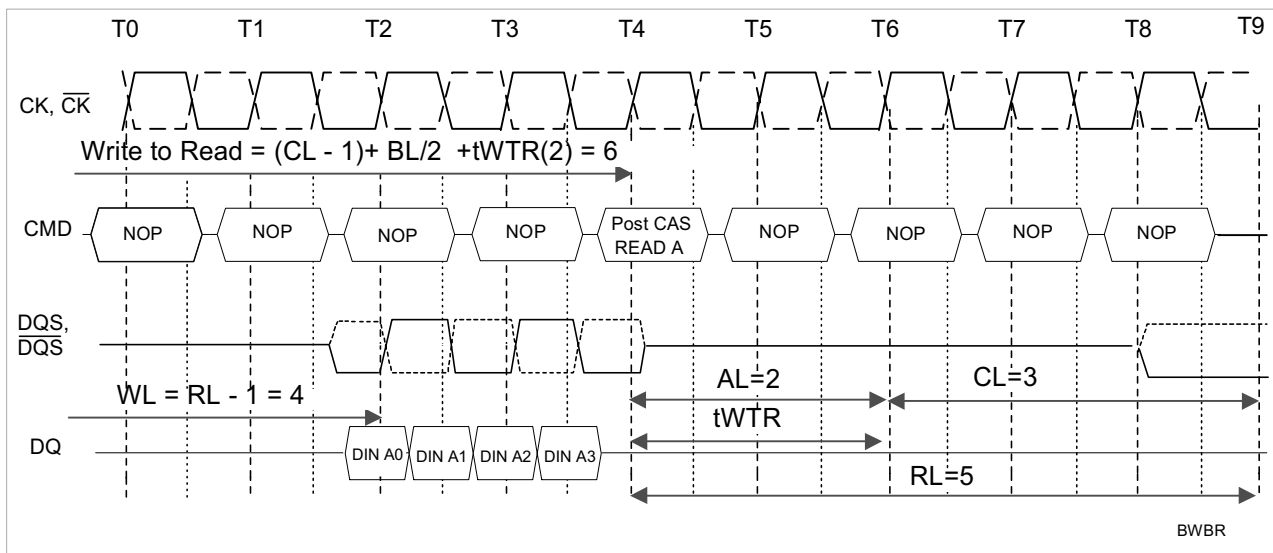 T0 T1 T2 T3 T4 T5 T6 T7 T8 T9
CK, CK
Write to Read = (CL - 1)+ BL/2 +tWTR(2) = 6
CMD NOP NOP NOP NOP Post CAS READ A NOP NOP NOP NOP
DQS,
DQS
AL=2 CL=3
WL = RL - 1 = 4
tWTR
DQ DIN A0 DIN A1 DIN A2 DIN A3
RL=5
BWBR